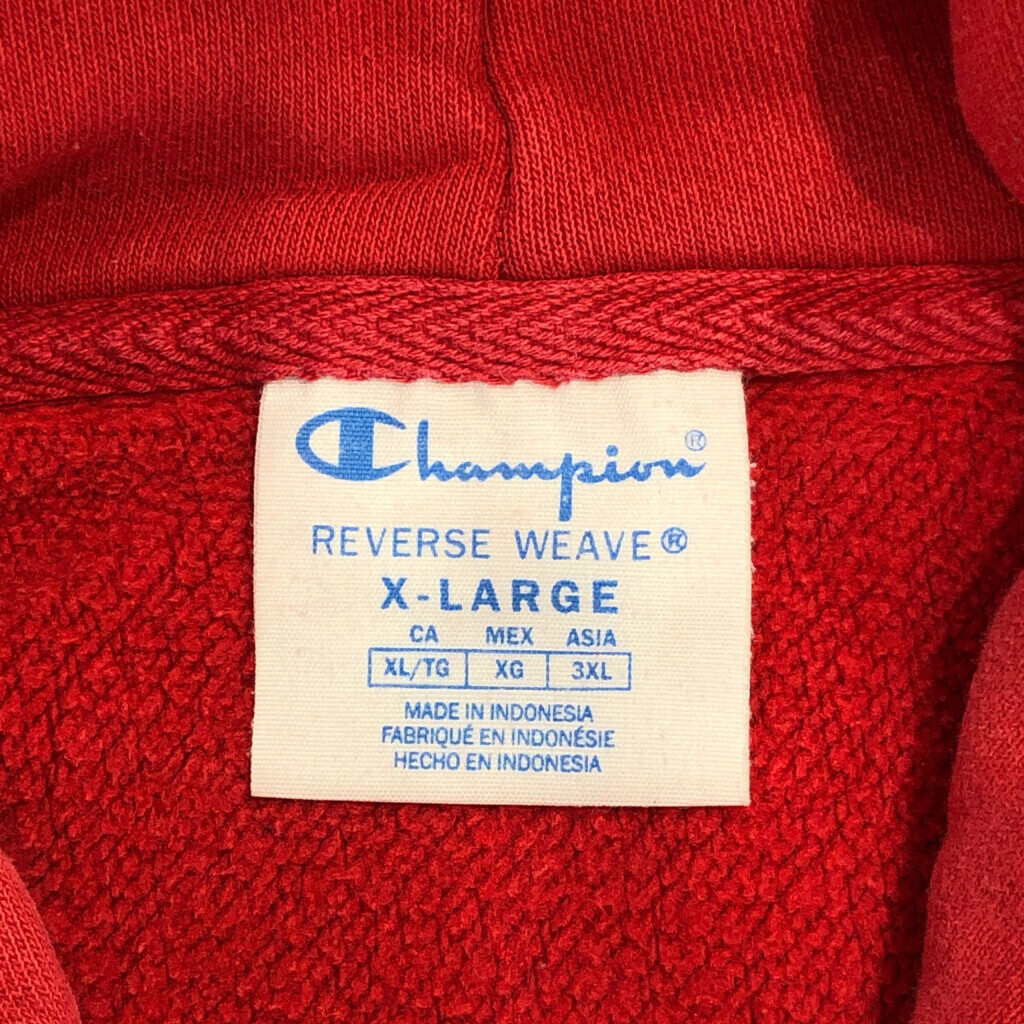 Champion®
REVERSE WEAVE®
X-LARGE
CA MEX ASIA
XL/TG XG 3XL
MADE IN INDONESIA
FABRIQUÉ EN INDONÉSIE
HECHO EN INDONESIA